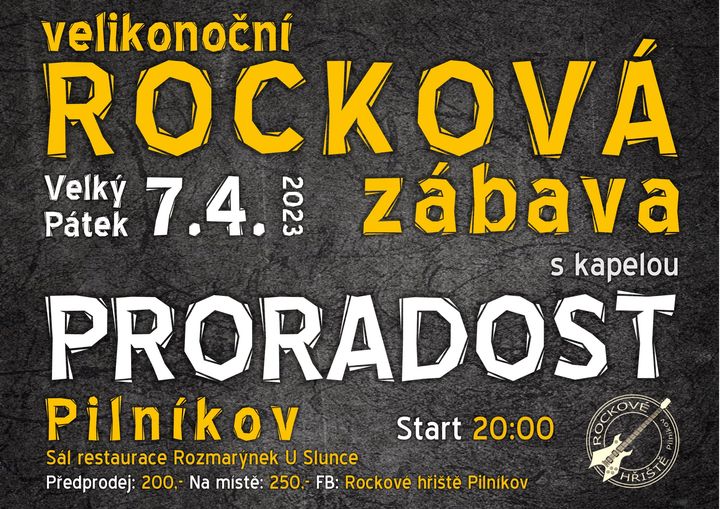 velikonoční
ROCKOVÁ
Velký
Pátek
7.4.
2023
zábava
s kapelou
PRORADOST
Pilníkov
Start 20:00
Sál restaurace Rozmarýnek U Slunce
Předprodej: 200,- Na místě: 250,- FB: Rockové hřiště Pilníkov
ROCKOVÉ
HŘIŠTĚ
Pilníkov